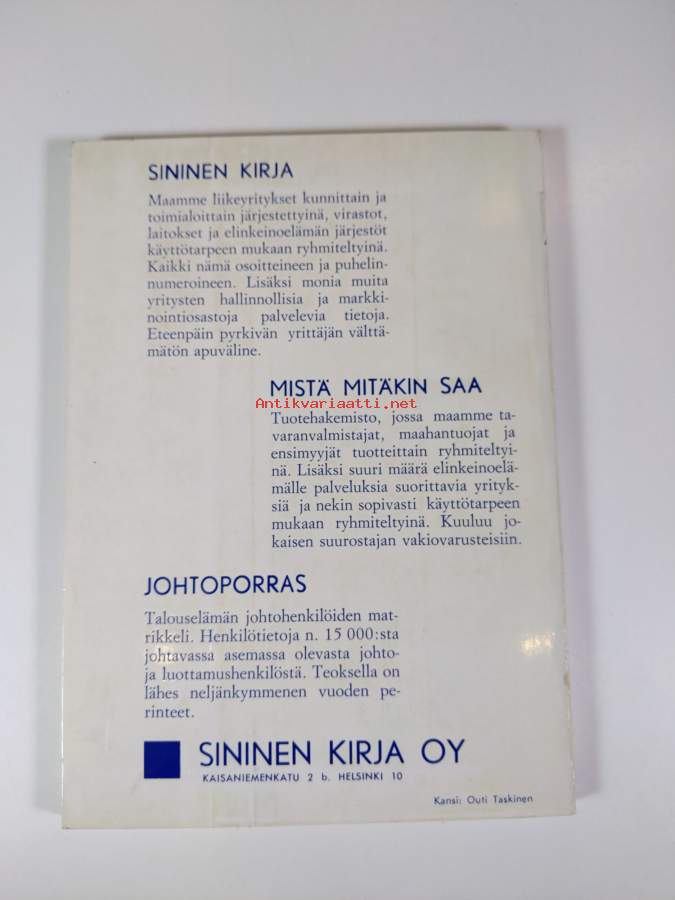 SININEN KIRJA
Maamme liikeyritykset kunnittain ja
toimialoittain järjestettyinä, virastot,
laitokset ja elinkeinoelämän järjestöt
käyttötarpeen mukaan ryhmiteltyinä.
Kaikki nämä osoitteineen ja puhelin-
numeroineen. Lisäksi monia muita
yritysten hallinnollisia ja markki-
nointiosastoja palvelevia tietoja.
Eteenpäin pyrkivän yrittäjän välttä-
mätön apuväline.
MISTÄ MITÄKIN SAA
Antikvariaatti.net
Tuotehakemisto, jossa maamme ta-
varanvalmistajat, maahantuojat ja
ensimyyjät tuotteittain ryhmiteltyi-
nä. Lisäksi suuri määrä elinkeinoelä-
mälle palveluksia suorittavia yrityk-
siä ja nekin sopivasti käyttötarpeen
mukaan ryhmiteltyinä. Kuuluu jo-
kaisen suurostajan vakiovarusteisiin.
JOHTOPORRAS
Talouselämän johtohenkilöiden mat-
rikkeli. Henkilötietoja n. 15 000:sta
johtavassa asemassa olevasta johto-
ja luottamushenkilöstä. Teoksella on
lähes neljänkymmenen vuoden pe-
rinteet.
SININEN KIRJA OY
KAISANIEMENKATU 2 b. HELSINKI 10
Kansi: Outi Taskinen